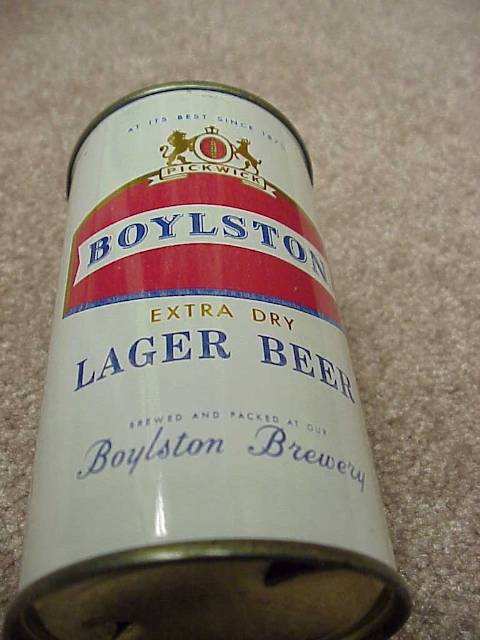 AT ITS BEST SINCE 1870
PICKWICK
BOYLSTON
EXTRA DRY
LAGER BEER
BREWED AND PACKED AT OUR
Boylston Brewery